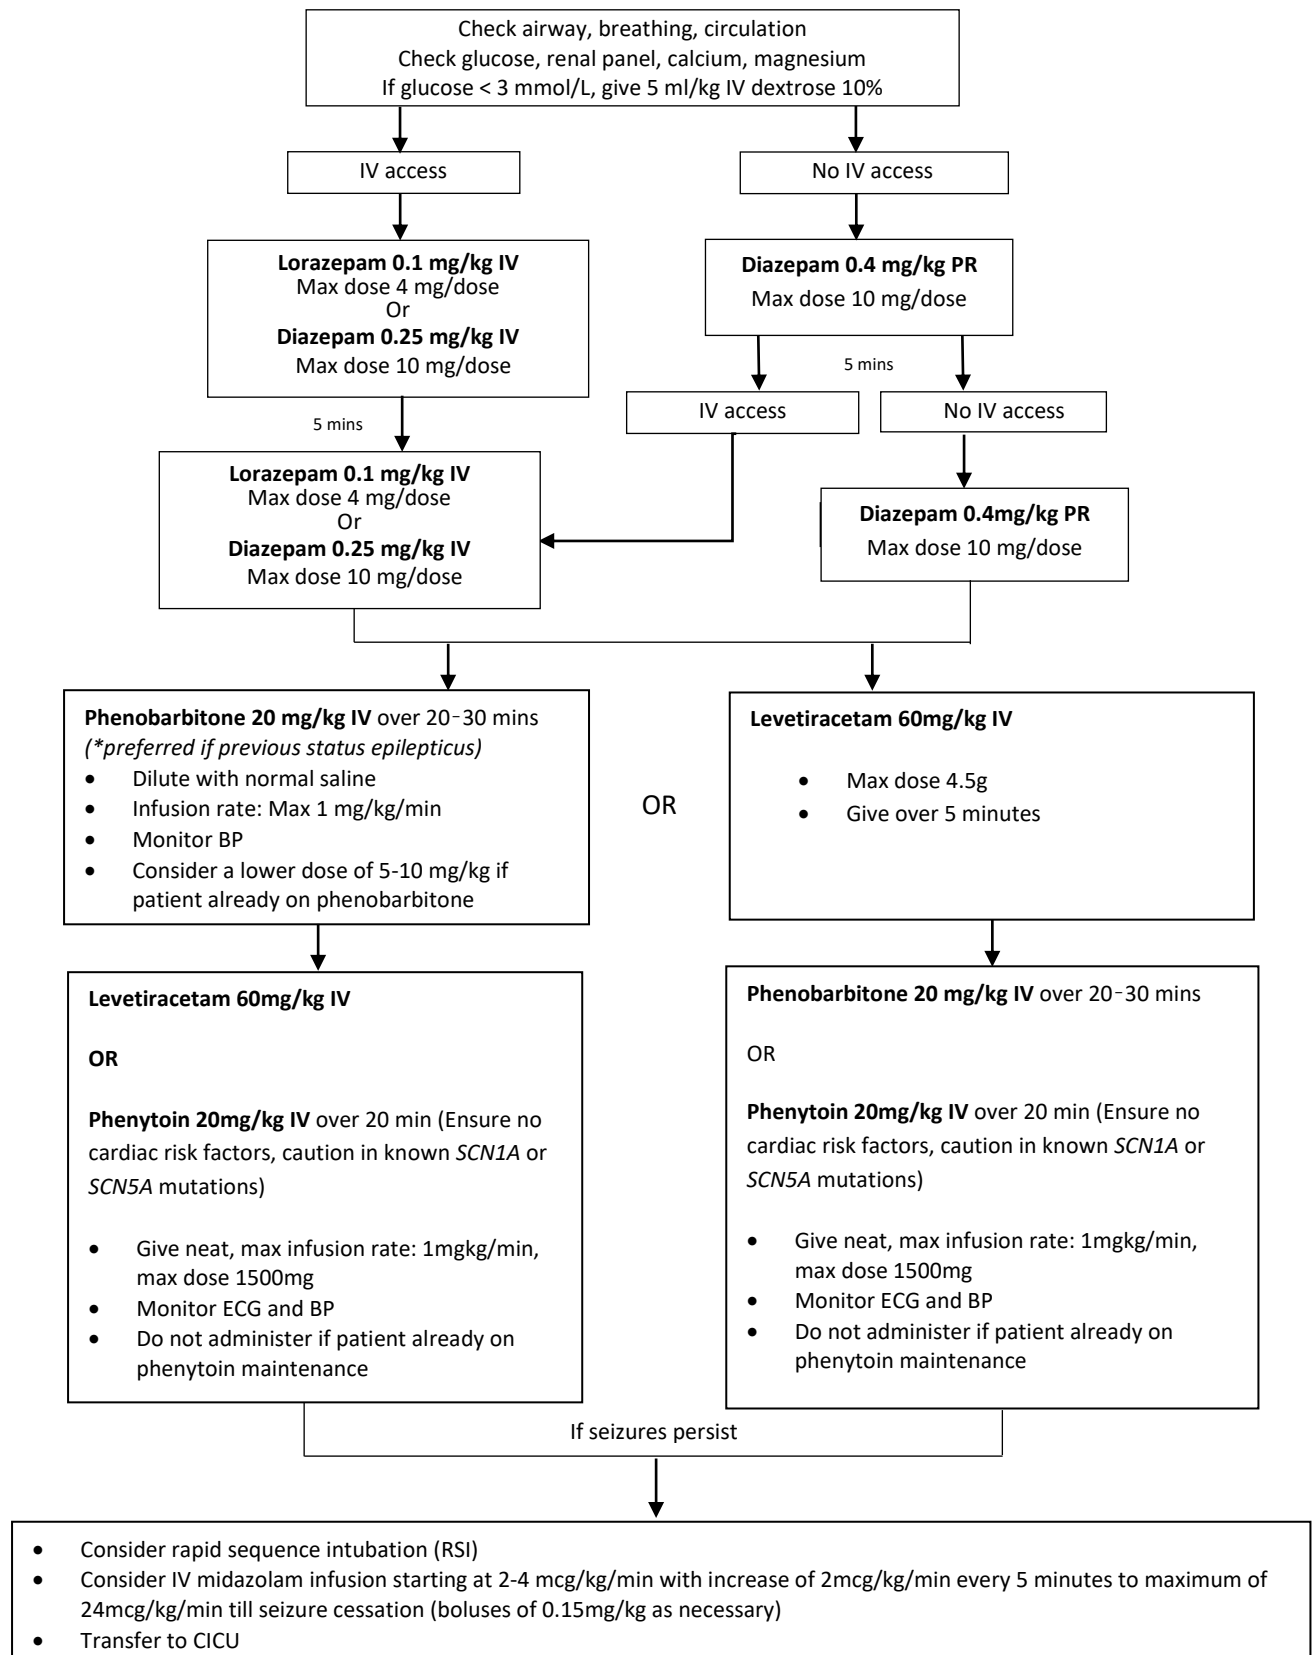 Check airway, breathing, circulation
Check glucose, renal panel, calcium, magnesium
If glucose < 3 mmol/L, give 5 ml/kg IV dextrose 10%
IV access
No IV access
Lorazepam 0.1 mg/kg IV
Max dose 4 mg/dose
Or
Diazepam 0.25 mg/kg IV
Max dose 10 mg/dose
Diazepam 0.4 mg/kg PR
Max dose 10 mg/dose
5 mins
5 mins
IV access
No IV access
Lorazepam 0.1 mg/kg IV
Max dose 4 mg/dose
Or
Diazepam 0.25 mg/kg IV
Max dose 10 mg/dose
Diazepam 0.4mg/kg PR
Max dose 10 mg/dose
Phenobarbitone 20 mg/kg IV over 20-30 mins
(*preferred if previous status epilepticus)
• Dilute with normal saline
• Infusion rate: Max 1 mg/kg/min
• Monitor BP
• Consider a lower dose of 5-10 mg/kg if
patient already on phenobarbitone
OR
Levetiracetam 60mg/kg IV
• Max dose 4.5g
• Give over 5 minutes
Levetiracetam 60mg/kg IV
OR
Phenytoin 20mg/kg IV over 20 min (Ensure no
cardiac risk factors, caution in known SCN1A or
SCN5A mutations)
• Give neat, max infusion rate: 1mgkg/min,
max dose 1500mg
• Monitor ECG and BP
• Do not administer if patient already on
phenytoin maintenance
Phenobarbitone 20 mg/kg IV over 20-30 mins
OR
Phenytoin 20mg/kg IV over 20 min (Ensure no
cardiac risk factors, caution in known SCN1A or
SCN5A mutations)
• Give neat, max infusion rate: 1mgkg/min,
max dose 1500mg
• Monitor ECG and BP
• Do not administer if patient already on
phenytoin maintenance
If seizures persist
• Consider rapid sequence intubation (RSI)
• Consider IV midazolam infusion starting at 2-4 mcg/kg/min with increase of 2mcg/kg/min every 5 minutes to maximum of
24mcg/kg/min till seizure cessation (boluses of 0.15mg/kg as necessary)
• Transfer to CICU